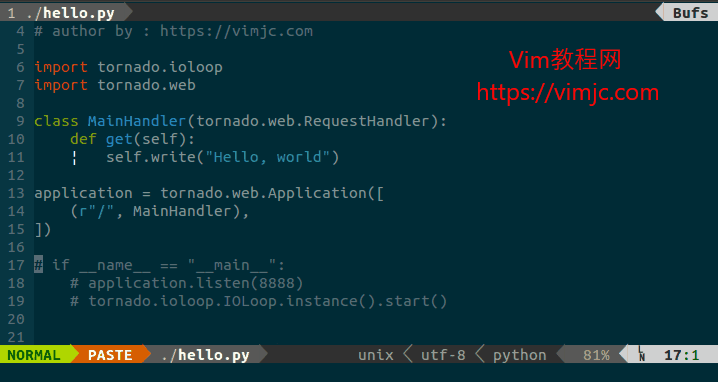 1 ./hello.py Bufs
4 # author by : https://vimjc.com
5
6 import tornado.ioloop
7 import tornado.web
8
9 class MainHandler(tornado.web.RequestHandler):
10     def get(self):
11     ¦   self.write("Hello, world")
12
13 application = tornado.web.Application([
14     (r"/", MainHandler),
15 ])
16
17 # if __name__ == "__main__":
18     # application.listen(8888)
19     # tornado.ioloop.IOLoop.instance().start()
20
21
Vim教程网
https://vimjc.com
NORMAL PASTE ./hello.py unix utf-8 python 81% LN 17:1